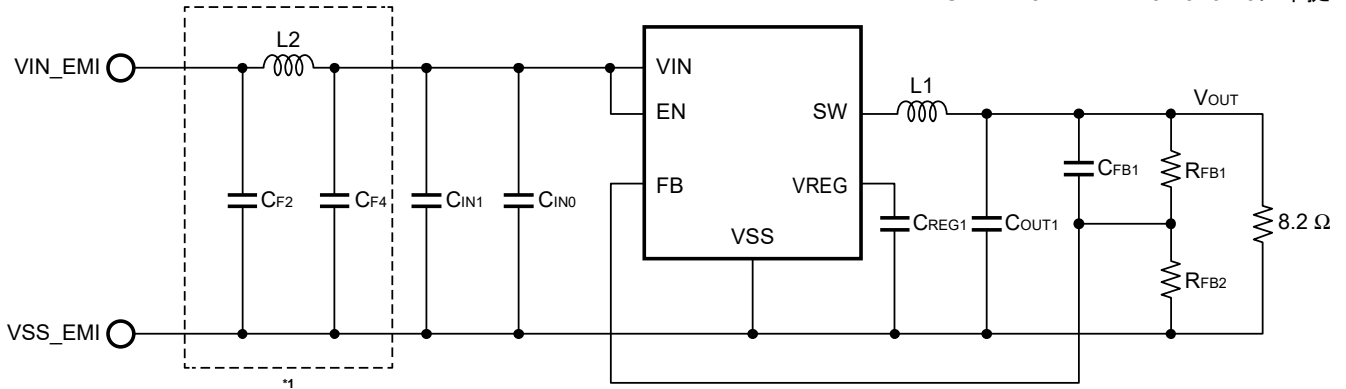 L2
VIN_EMI
VIN
EN
SW
L1
VOUT
FB
VREG
VSS
CF2
CF4
CIN1
CIN0
CREG1
COUT1
CFB1
RFB1
RFB2
8.2 Ω
VSS_EMI
*1